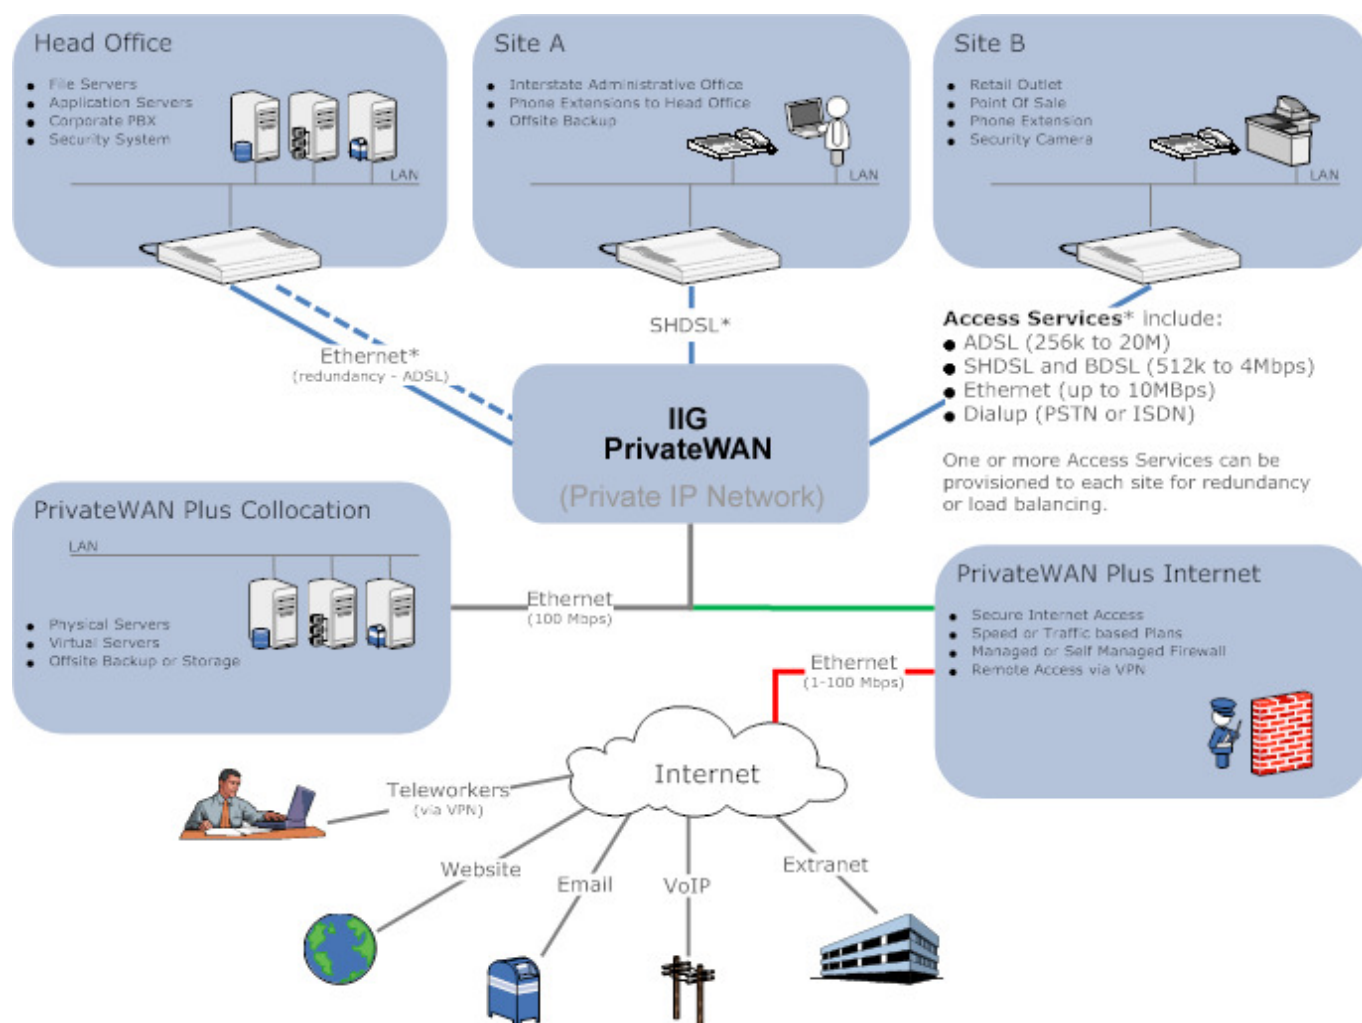 Head Office
File Servers
Application Servers
Corporate PBX
Security System
LAN
Site A
Interstate Administrative Office
Phone Extensions to Head Office
Offsite Backup
LAN
Site B
Retail Outlet
Point Of Sale
Phone Extension
Security Camera
LAN
Ethernet*
(redundancy - ADSL)
SHDSL*
Access Services* include:
ADSL (256k to 20M)
SHDSL and BDSL (512k to 4Mbps)
Ethernet (up to 10MBps)
Dialup (PSTN or ISDN)
One or more Access Services can be
provisioned to each site for redundancy
or load balancing.
IIG
PrivateWAN
(Private IP Network)
PrivateWAN Plus Collocation
LAN
Physical Servers
Virtual Servers
Offsite Backup or Storage
Ethernet
(100 Mbps)
PrivateWAN Plus Internet
Secure Internet Access
Speed or Traffic based Plans
Managed or Self Managed Firewall
Remote Access via VPN
Ethernet
(1-100 Mbps)
Internet
Teleworkers
(via VPN)
Website
Email
VoIP
Extranet